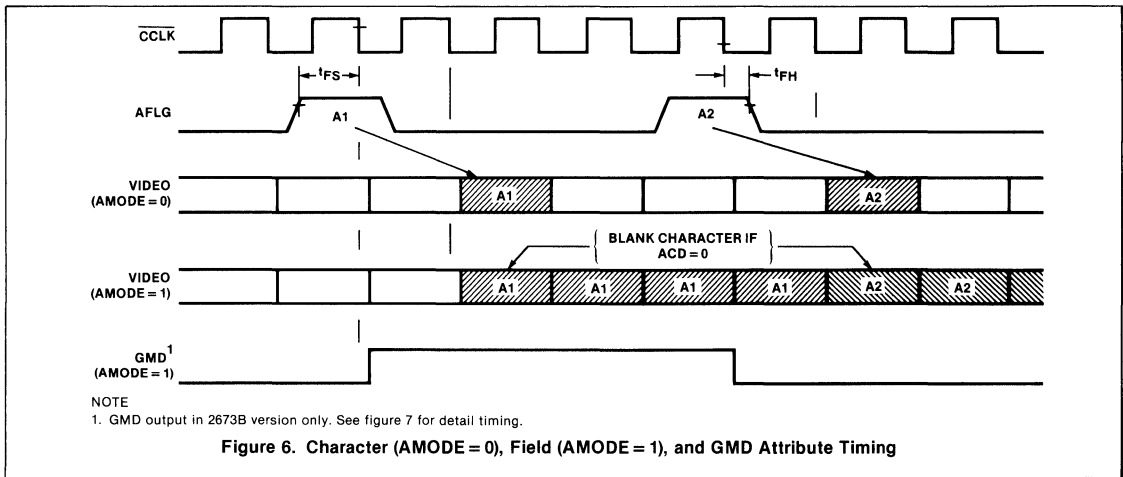 CCLK
tFS
tFH
AFLG
A1
A2
VIDEO
(AMODE=0)
A1
A2
BLANK CHARACTER IF
ACD=0
VIDEO
(AMODE=1)
A1 A1 A1 A1 A2 A2
GMD1
(AMODE=1)
NOTE
1. GMD output in 2673B version only. See figure 7 for detail timing.
Figure 6. Character (AMODE = 0), Field (AMODE = 1), and GMD Attribute Timing